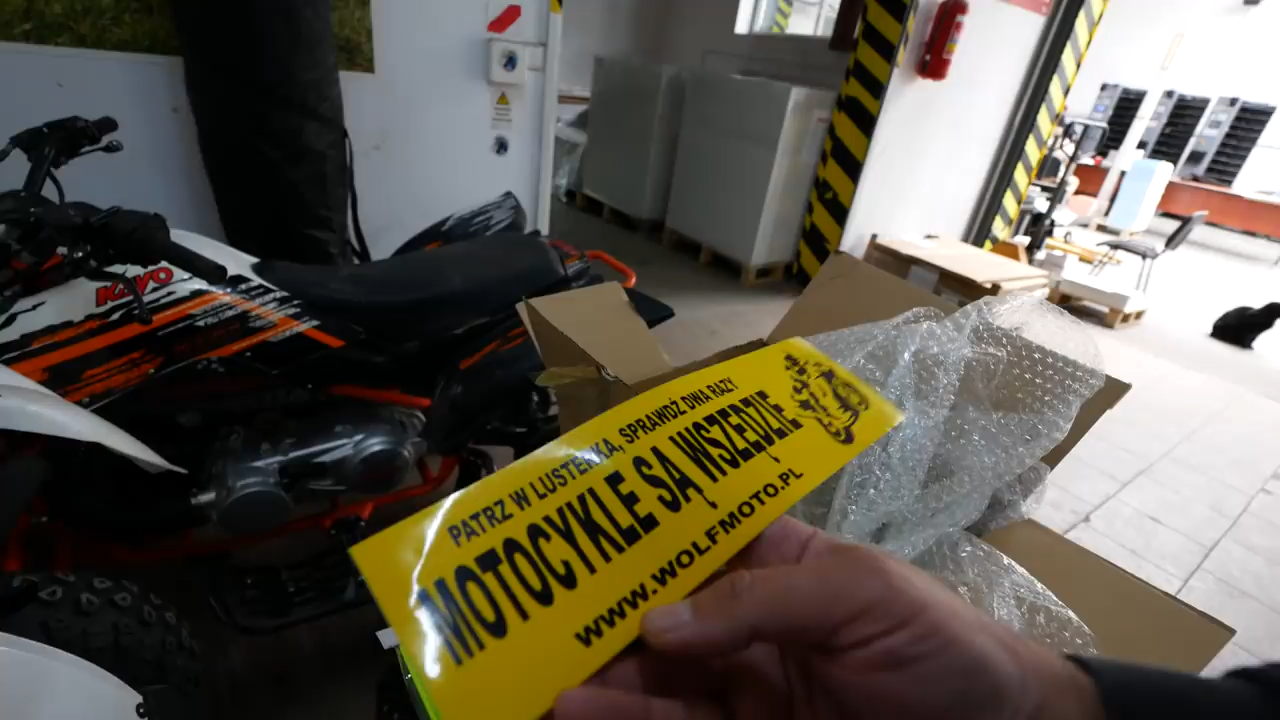 KAYO
PATRZ W LUSTERKA, SPRAWDŹ DWA RAZY
MOTOCYKLE SĄ WSZĘDZIE
WWW.WOLFMOTO.PL